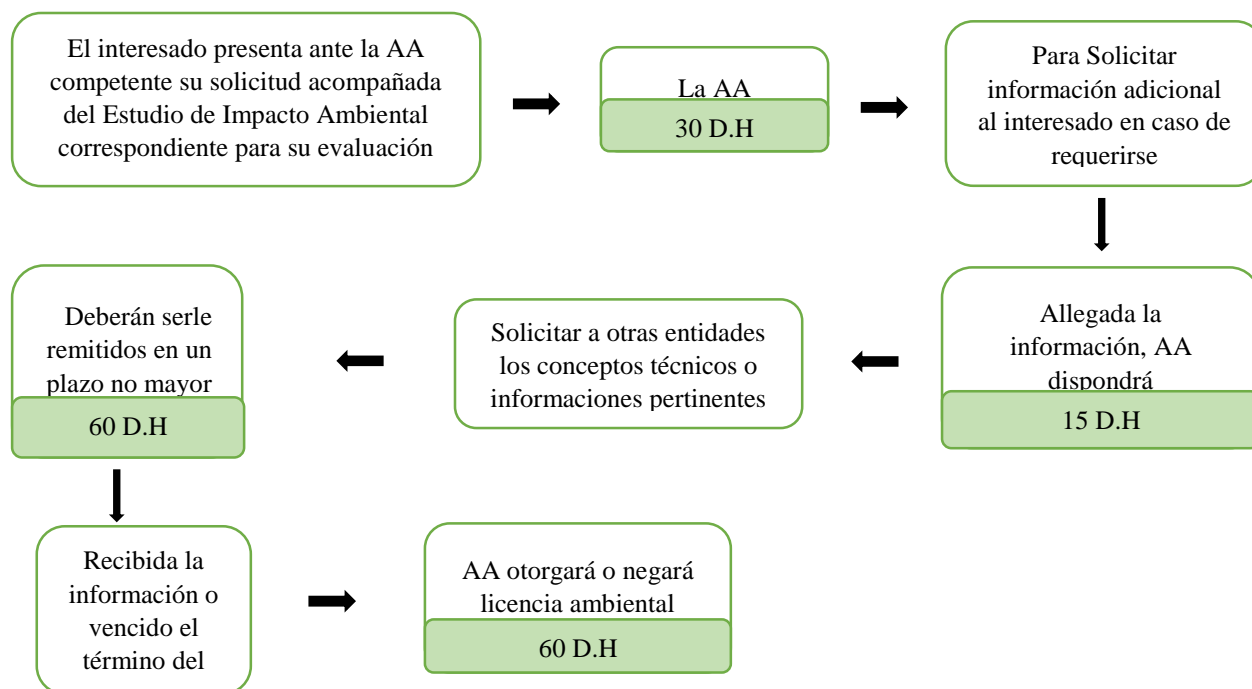 El interesado presenta ante la AA
competente su solicitud acompañada
del Estudio de Impacto Ambiental
correspondiente para su evaluación
La AA
30 D.H
Para Solicitar
información adicional
al interesado en caso de
requerirse
Allegada la
información, AA
dispondrá
15 D.H
Solicitar a otras entidades
los conceptos técnicos o
informaciones pertinentes
Deberán serle
remitidos en un
plazo no mayor
60 D.H
Recibida la
información o
vencido el
término del
AA otorgará o negará
licencia ambiental
60 D.H